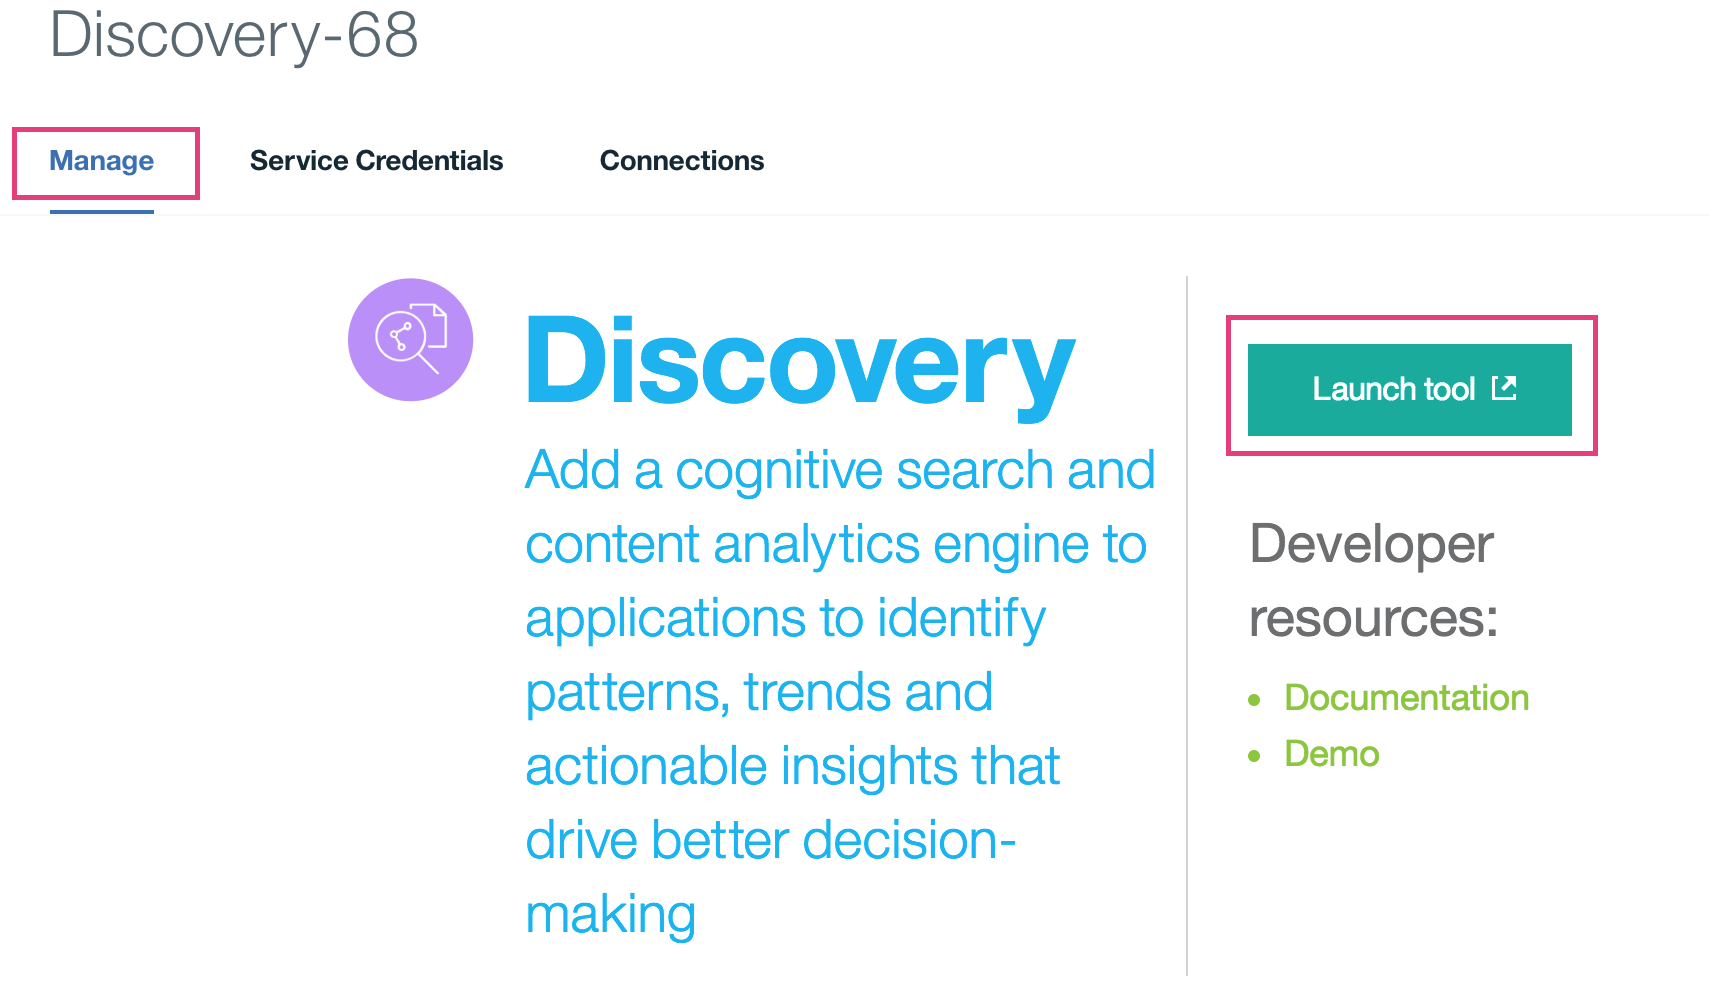 Discovery-68
Manage
Service Credentials
Connections
Discovery
Add a cognitive search and
content analytics engine to
applications to identify
patterns, trends and
actionable insights that
drive better decision-
making
Launch tool
Developer
resources:
Documentation
Demo